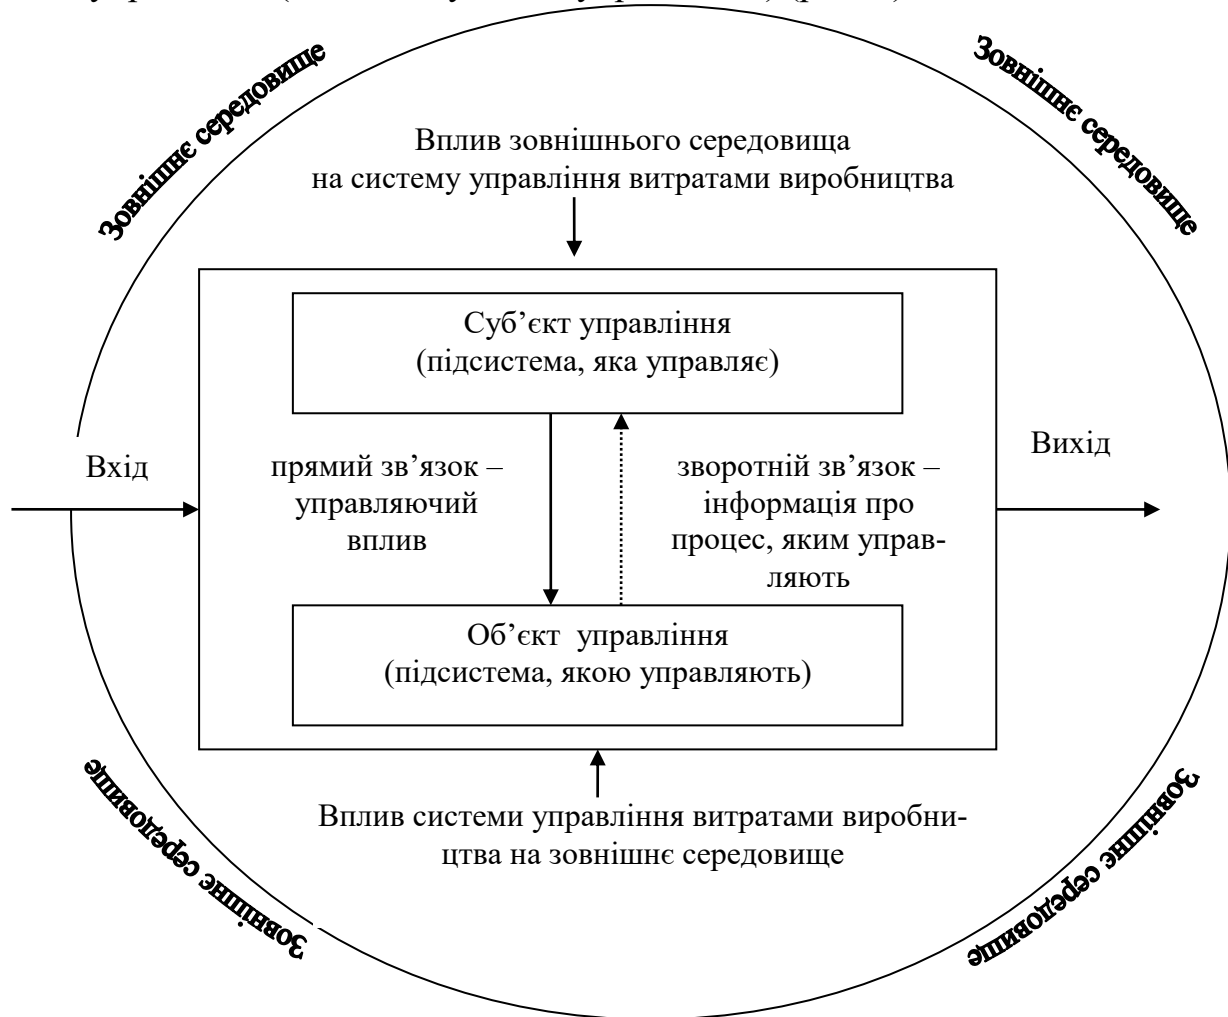 Зовнішнє середовище
Зовнішнє середовище
Вплив зовнішнього середовища
на систему управління витратами виробництва
Суб’єкт управління
(підсистема, яка управляє)
Вхід
прямий зв’язок –
управляючий
вплив
зворотній зв’язок –
інформація про
процес, яким управ-
ляють
Вихід
Об’єкт управління
(підсистема, якою управляють)
Вплив системи управління витратами виробни-
цтва на зовнішнє середовище
Зовнішнє середовище
Зовнішнє середовище